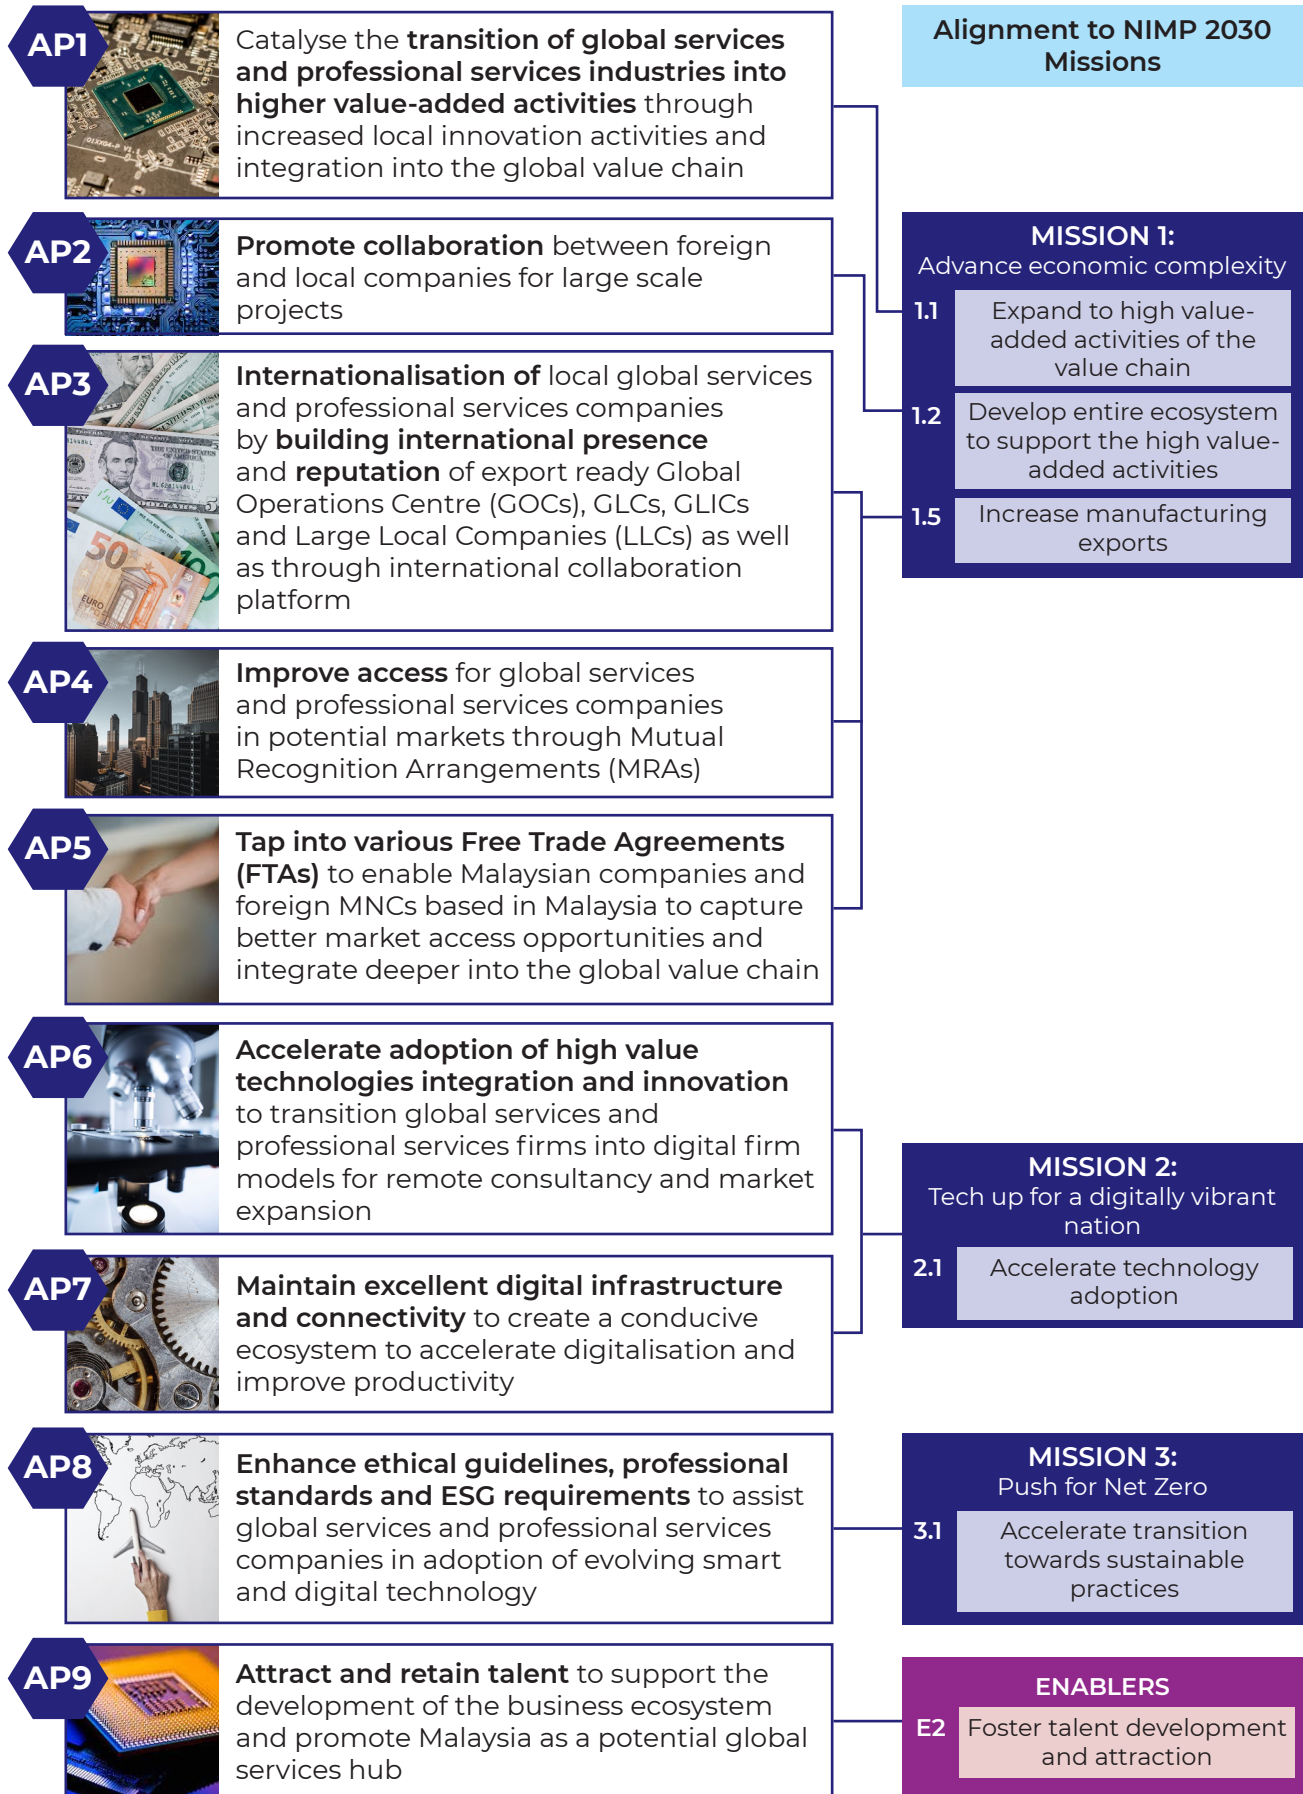 AP1
Catalyse the transition of global services
and professional services industries into
higher value-added activities through
increased local innovation activities and
integration into the global value chain
Alignment to NIMP 2030
Missions
AP2
Promote collaboration between foreign
and local companies for large scale
projects
MISSION 1:
Advance economic complexity
1.1
Expand to high value-
added activities of the
value chain
1.2
Develop entire ecosystem
to support the high value-
added activities
1.5
Increase manufacturing
exports
AP3
Internationalisation of local global services
and professional services companies
by building international presence
and reputation of export ready Global
Operations Centre (GOCs), GLCs, GLICs
and Large Local Companies (LLCs) as well
as through international collaboration
platform
50
EURO
100
AP4
Improve access for global services
and professional services companies
in potential markets through Mutual
Recognition Arrangements (MRAs)
AP5
Tap into various Free Trade Agreements
(FTAs) to enable Malaysian companies and
foreign MNCs based in Malaysia to capture
better market access opportunities and
integrate deeper into the global value chain
AP6
Accelerate adoption of high value
technologies integration and innovation
to transition global services and
professional services firms into digital firm
models for remote consultancy and market
expansion
MISSION 2:
Tech up for a digitally vibrant
nation
2.1
Accelerate technology
adoption
AP7
Maintain excellent digital infrastructure
and connectivity to create a conducive
ecosystem to accelerate digitalisation and
improve productivity
AP8
Enhance ethical guidelines, professional
standards and ESG requirements to assist
global services and professional services
companies in adoption of evolving smart
and digital technology
MISSION 3:
Push for Net Zero
3.1
Accelerate transition
towards sustainable
practices
AP9
Attract and retain talent to support the
development of the business ecosystem
and promote Malaysia as a potential global
services hub
ENABLERS
E2
Foster talent development
and attraction